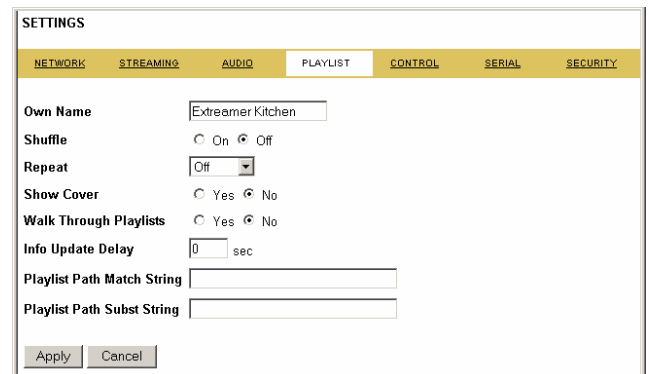 SETTINGS
NETWORK STREAMING AUDIO PLAYLIST CONTROL SERIAL SECURITY
Own Name Extreamer Kitchen
Shuffle On Off
Repeat Off
Show Cover Yes No
Walk Through Playlists Yes No
Info Update Delay 0 sec
Playlist Path Match String
Playlist Path Subst String
Apply Cancel